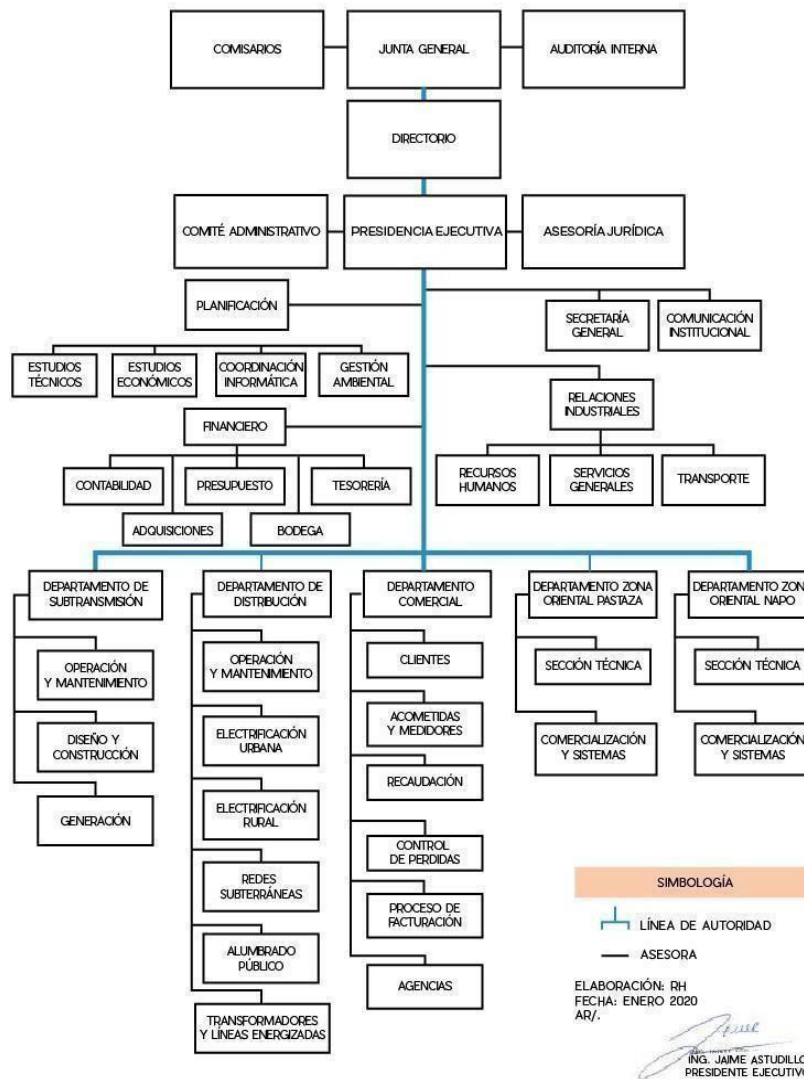 COMISARIOS
JUNTA GENERAL
AUDITORÍA INTERNA
DIRECTORIO
COMITÉ ADMINISTRATIVO
PRESIDENCIA EJECUTIVA
ASESORÍA JURÍDICA
PLANIFICACIÓN
SECRETARÍA
GENERAL
COMUNICACIÓN
INSTITUCIONAL
ESTUDIOS
TÉCNICOS
ESTUDIOS
ECONÓMICOS
COORDINACIÓN
INFORMÁTICA
GESTIÓN
AMBIENTAL
RELACIONES
INDUSTRIALES
FINANCIERO
CONTABILIDAD
PRESUPUESTO
TESORERÍA
ADQUISICIONES
BODEGA
RECURSOS
HUMANOS
SERVICIOS
GENERALES
TRANSPORTE
DEPARTAMENTO DE
SUBTRANSMISIÓN
OPERACIÓN
Y MANTENIMIENTO
DISEÑO Y
CONSTRUCCIÓN
GENERACIÓN
DEPARTAMENTO DE
DISTRIBUCIÓN
OPERACIÓN
Y MANTENIMIENTO
ELECTRIFICACIÓN
URBANA
ELECTRIFICACIÓN
RURAL
REDES
SUBTERRÁNEAS
ALUMBRADO
PÚBLICO
TRANSFORMADORES
Y LÍNEAS ENERGIZADAS
DEPARTAMENTO
COMERCIAL
CLIENTES
ACOMETIDAS
Y MEDIDORES
RECAUDACIÓN
CONTROL
DE PERDIDAS
PROCESO DE
FACTURACIÓN
AGENCIAS
DEPARTAMENTO ZONA
ORIENTAL PASTAZA
SECCIÓN TÉCNICA
COMERCIALIZACIÓN
Y SISTEMAS
DEPARTAMENTO ZON
ORIENTAL NAPO
SECCIÓN TÉCNICA
COMERCIALIZACIÓN
Y SISTEMAS
SIMBOLOGÍA
LÍNEA DE AUTORIDAD
ASESORA
ELABORACIÓN: RH
FECHA: ENERO 2020
AR/.
ING. JAIME ASTUDILLO
PRESIDENTE EJECUTIVO